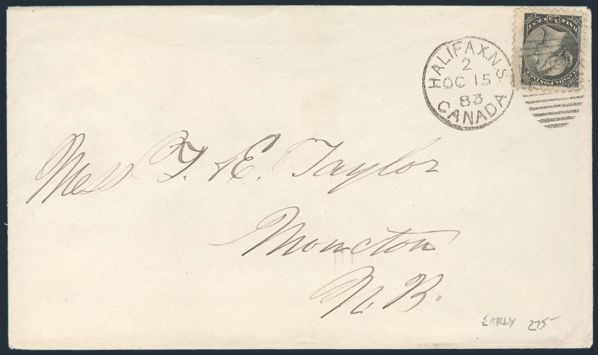 HALIFAX, N.S.
2
OC 15
83
CANADA
Mess T. E. Taylor
Moncton
N. B.
EARLY 275-